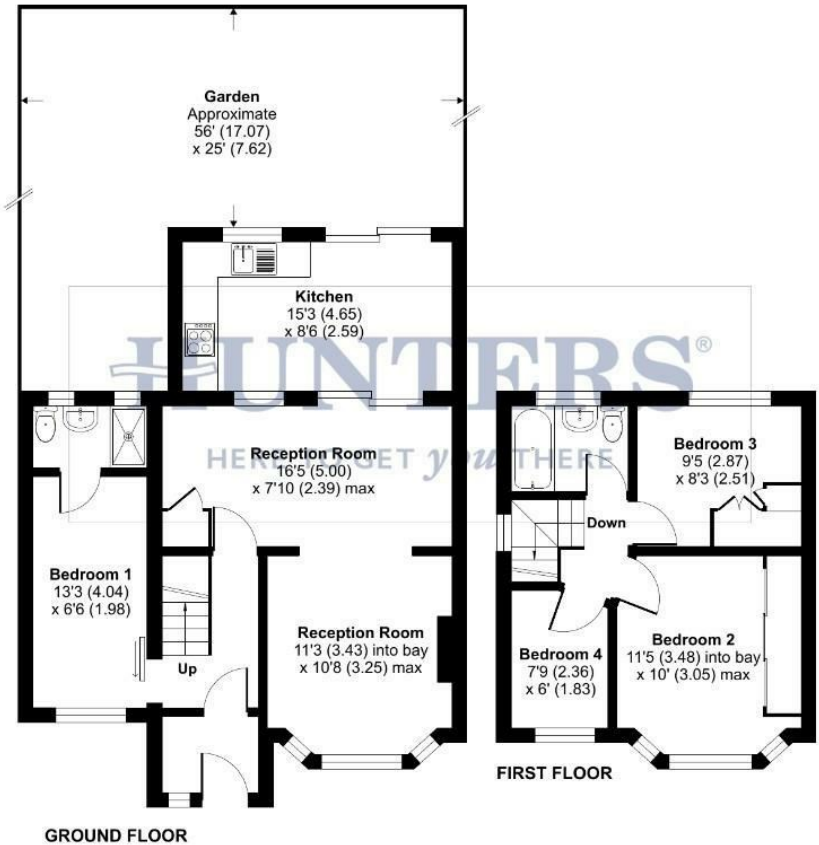 Garden
Approximate
56' (17.07)
x 25' (7.62)
Kitchen
15'3 (4.65)
x 8'6 (2.59)
HUNTERS®
HERE TO GET you THERE
Reception Room
16'5 (5.00)
x 7'10 (2.39) max
Bedroom 3
9'5 (2.87)
x 8'3 (2.51)
Down
Bedroom 1
13'3 (4.04)
x 6'6 (1.98)
Up
Reception Room
11'3 (3.43) into bay
x 10'8 (3.25) max
Bedroom 4
7'9 (2.36)
x 6' (1.83)
Bedroom 2
11'5 (3.48) into bay
x 10' (3.05) max
FIRST FLOOR
GROUND FLOOR